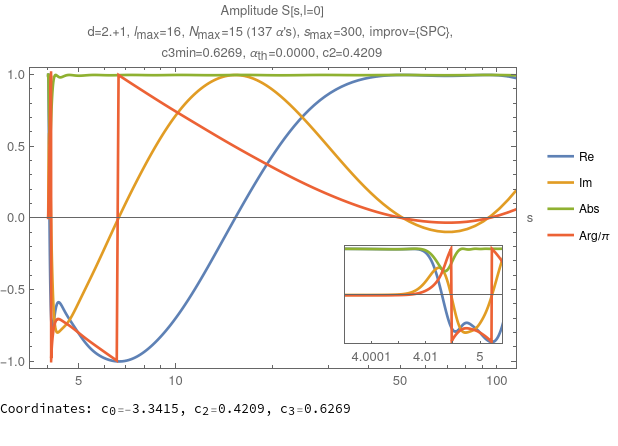 Amplitude S[s,l=0]
d=2.+1, lmax=16, Nmax=15 (137 α's), smax=300, improv={SPC},
c3min=0.6269, αth=0.0000, c2=0.4209
1.0
0.5
0.0
-0.5
-1.0
5
10
50
100
s
4.0001
4.01
5
Re
Im
Abs
Arg/π
Coordinates: c0=-3.3415, c2=0.4209, c3=0.6269